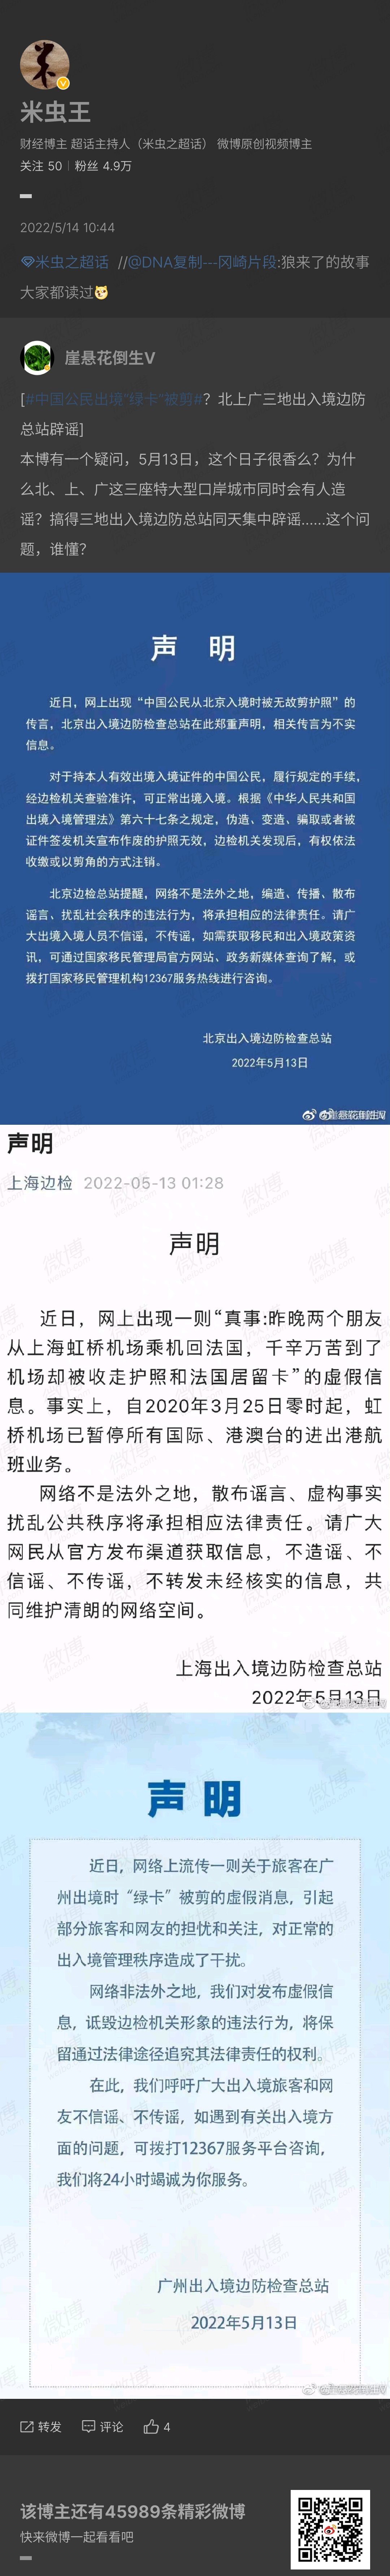 米虫王
财经博主 超话主持人（米虫之超话） 微博原创视频博主
关注 50 | 粉丝 4.9万
2022/5/14 10:44
米虫之超话 //@DNA复制---冈崎片段:狼来了的故事
大家都读过
崖悬花倒生V
[#中国公民出境“绿卡”被剪#？北上广三地出入境边防
总站辟谣]
本博有一个疑问，5月13日，这个日子很香么？为什
么北、上、广这三座特大型口岸城市同时会有人造
谣？搞得三地出入境边防总站同天集中辟谣……这个问
题，谁懂？
声 明
近日，网上出现“中国公民从北京入境时被无故剪护照”的
传言，北京出入境边防检查总站在此郑重声明，相关传言为不实
信息。
对于持本人有效出境入境证件的中国公民，履行规定的手续，
经边检机关查验准许，可正常出境入境。根据《中华人民共和国
出境入境管理法》第六十七条之规定，伪造、变造、骗取或者被
证件签发机关宣布作废的护照无效，边检机关发现后，有权依法
收缴或以剪角的方式注销。
北京边检总站提醒，网络不是法外之地，编造、传播、散布
谣言、扰乱社会秩序的违法行为，将承担相应的法律责任。请广
大出境入境人员不信谣，不传谣，如需获取移民和出入境政策资
讯，可通过国家移民管理局官方网站、政务新媒体查询了解，或
拨打国家移民管理机构12367服务热线进行咨询。
北京出入境边防检查总站
2022年5月13日
声明
上海边检 2022-05-13 01:28
声明
近日，网上出现一则“真事:昨晚两个朋友
从上海虹桥机场乘机回法国，千辛万苦到了
机场却被收走护照和法国居留卡”的虚假信
息。事实上，自2020年3月25日零时起，虹
桥机场已暂停所有国际、港澳台的进出港航
班业务。
网络不是法外之地，散布谣言、虚构事实
扰乱公共秩序将承担相应法律责任。请广大
网民从官方发布渠道获取信息，不造谣、不
信谣、不传谣，不转发未经核实的信息，共
同维护清朗的网络空间。
上海出入境边防检查总站
2022年5月13日
声 明
近日，网络上流传一则关于旅客在广
州出境时“绿卡”被剪的虚假消息，引起
部分旅客和网友的担忧和关注，对正常的
出入境管理秩序造成了干扰。
网络非法外之地，我们对发布虚假信
息，诋毁边检机关形象的违法行为，将保
留通过法律途径追究其法律责任的权利。
在此，我们呼吁广大出入境旅客和网
友不信谣、不传谣，如遇到有关出入境方
面的问题，可拨打12367服务平台咨询，
我们将24小时竭诚为你服务。
广州出入境边防检查总站
2022年5月13日
转发 评论 4
该博主还有45989条精彩微博
快来微博一起看看吧